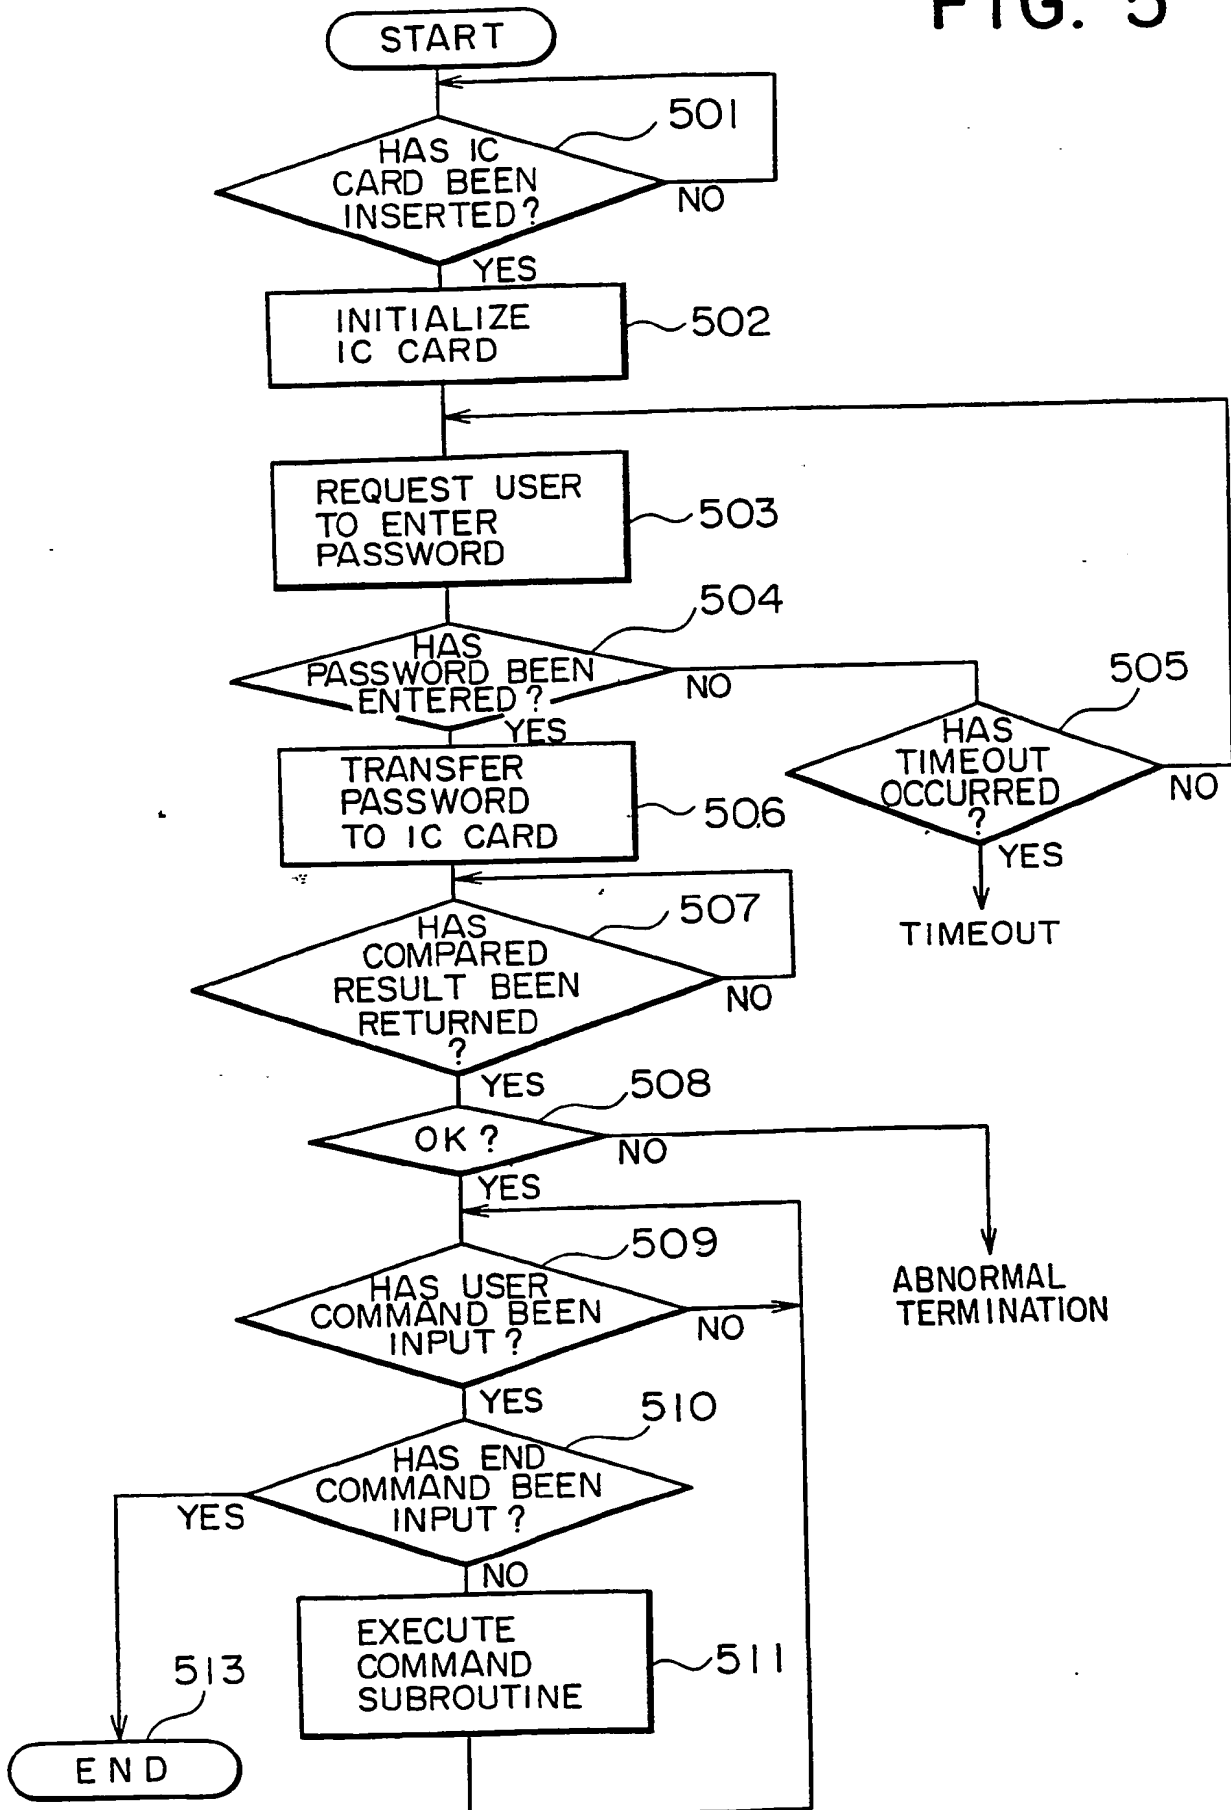 FIG. 5
START
501
HAS IC
CARD BEEN
INSERTED?
NO
YES
INITIALIZE
IC CARD
502
REQUEST USER
TO ENTER
PASSWORD
503
504
HAS
PASSWORD BEEN
ENTERED?
NO
YES
505
HAS
TIMEOUT
OCCURRED
?
NO
YES
TIMEOUT
TRANSFER
PASSWORD
TO IC CARD
506
507
HAS
COMPARED
RESULT BEEN
RETURNED
?
NO
YES
508
OK?
NO
YES
ABNORMAL
TERMINATION
509
HAS USER
COMMAND BEEN
INPUT?
NO
YES
510
HAS END
COMMAND BEEN
INPUT?
YES
NO
EXECUTE
COMMAND
SUBROUTINE
511
513
END